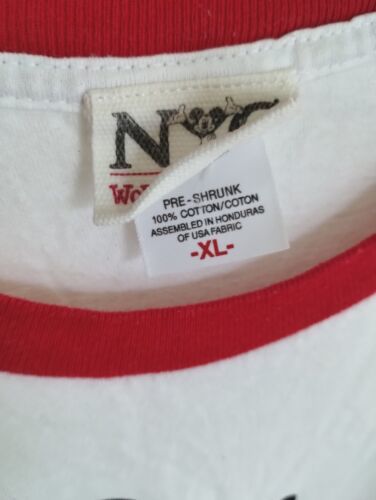 NYC
PRE-SHRUNK
100% COTTON/COTON
ASSEMBLED IN HONDURAS
OF USA FABRIC
-XL-